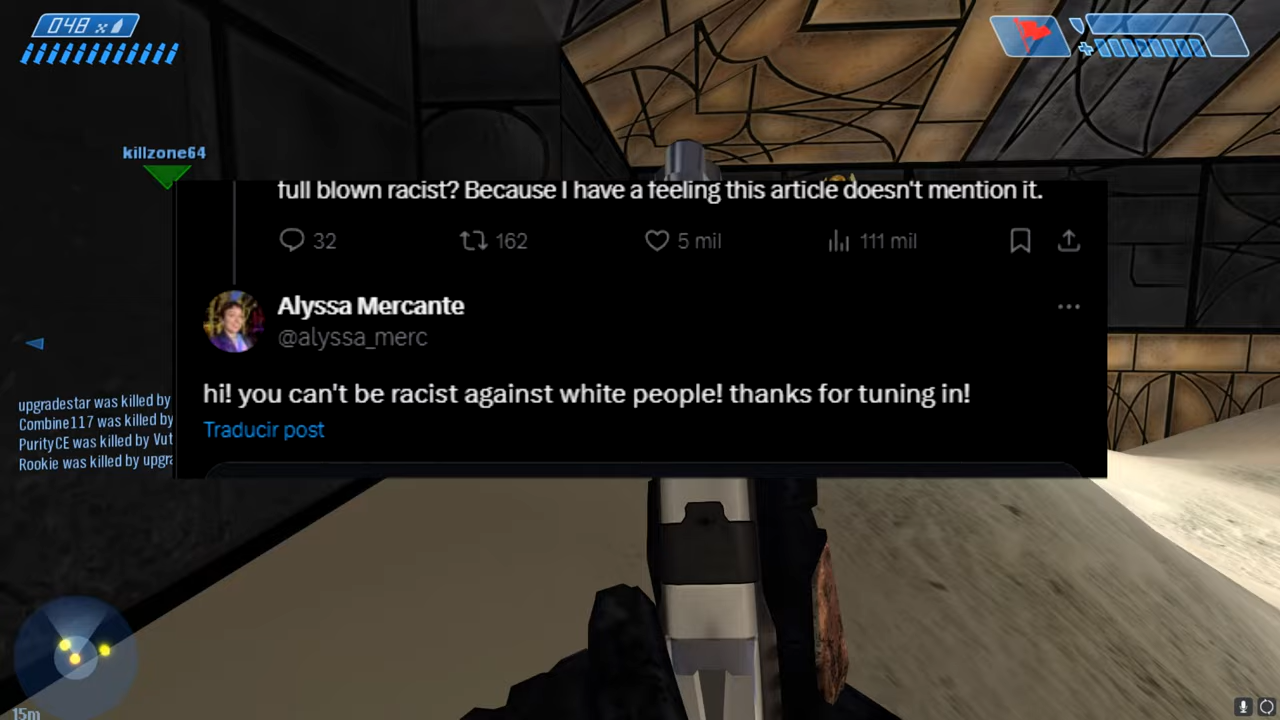 048
killzone64
full blown racist? Because I have a feeling this article doesn't mention it.
32 162 5 mil 111 mil
Alyssa Mercante
@alyssa_merc
hi! you can't be racist against white people! thanks for tuning in!
Traducir post
upgradestar was killed by
Combine117 was killed by
PurityCE was killed by Vut
Rookie was killed by upgra
15m